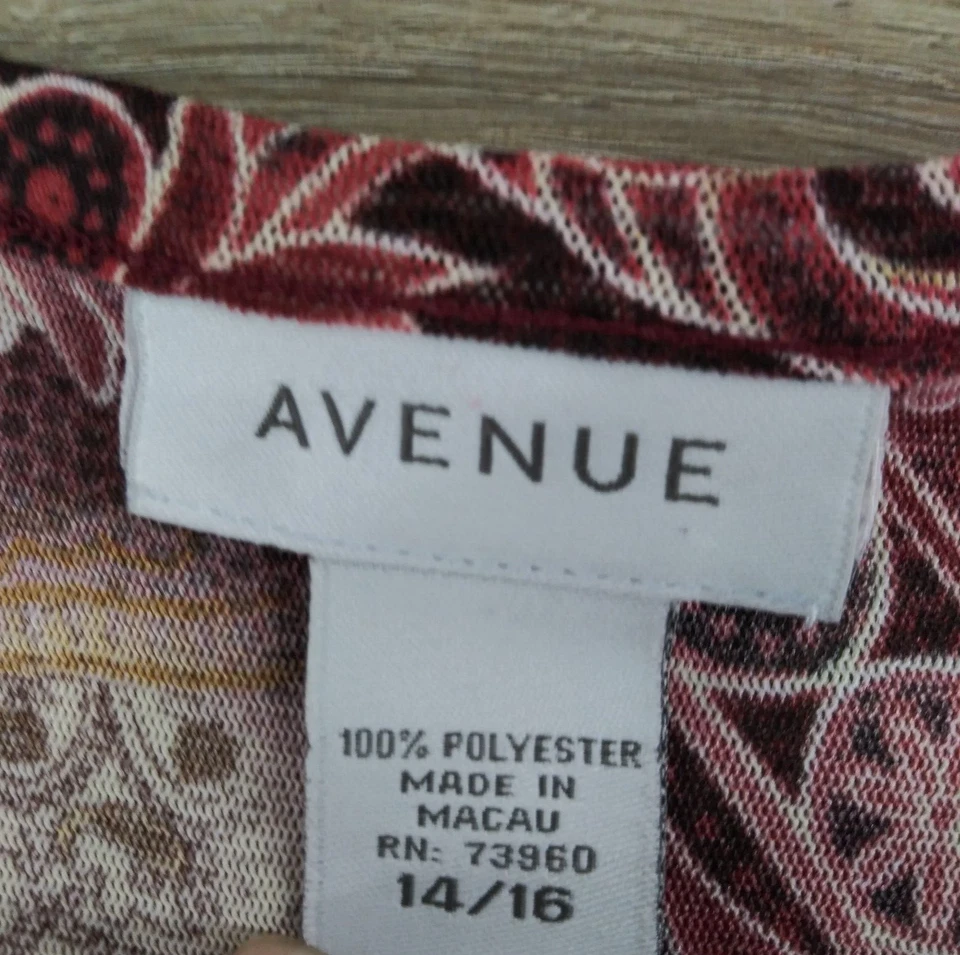 AVENUE
100% POLYESTER
MADE IN
MACAU
RN: 73960
14/16